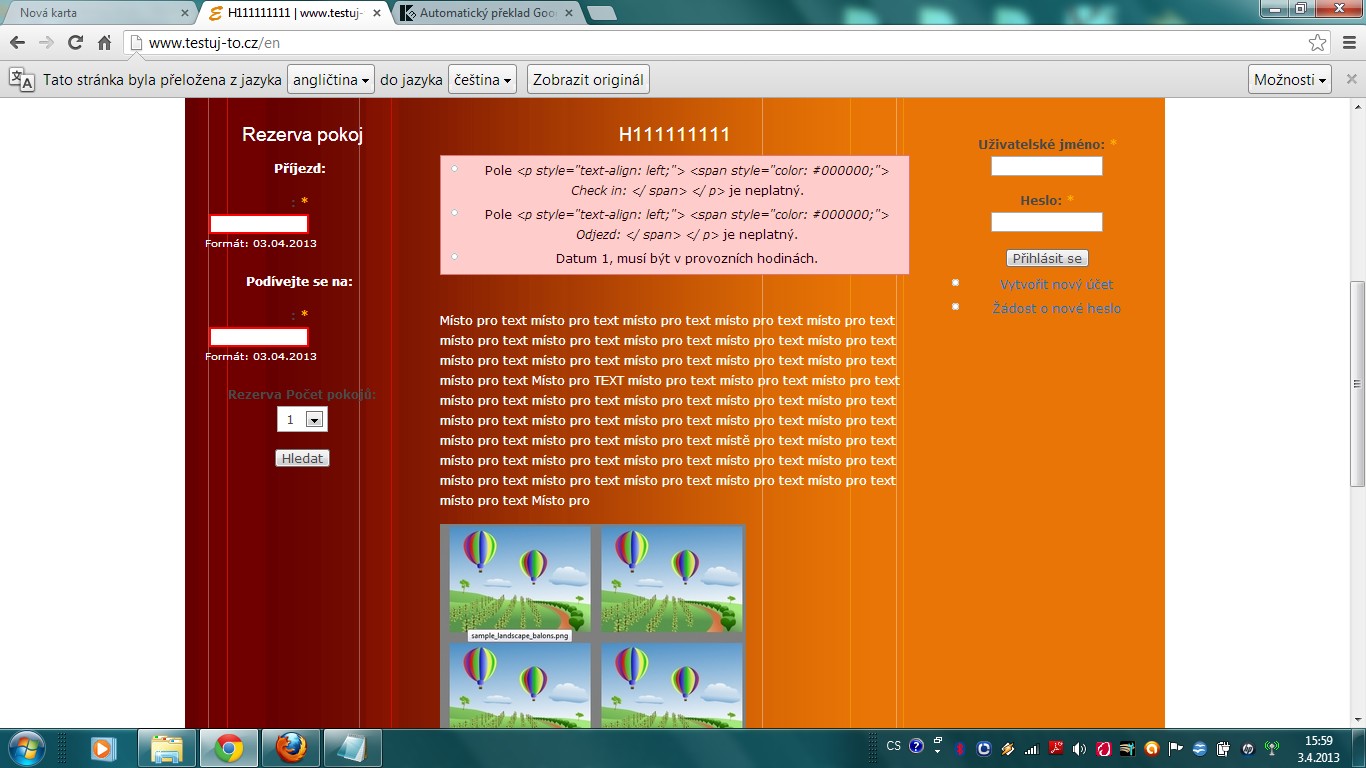 Nová karta
H111111111 | www.testuj-
Automatický překlad Goo
www.testuj-to.cz/en
Tato stránka byla přeložena z jazyka angličtina do jazyka čeština Zobrazit originál Možnosti
Rezerva pokoj
Příjezd:
: *
Formát: 03.04.2013
Podívejte se na:
: *
Formát: 03.04.2013
Rezerva Počet pokojů:
1
Hledat
H111111111
Pole <p style="text-align: left;"> <span style="color: #000000;">
Check in: </ span> </ p> je neplatný.
Pole <p style="text-align: left;"> <span style="color: #000000;">
Odjezd: </ span> </ p> je neplatný.
Datum 1, musí být v provozních hodinách.
Místo pro text místo pro text místo pro text místo pro text místo pro text
místo pro text místo pro text místo pro text místo pro text místo pro text
místo pro text místo pro text místo pro text místo pro text místo pro text
místo pro text Místo pro TEXT místo pro text místo pro text místo pro text
místo pro text místo pro text místo pro text místo pro text místo pro text
místo pro text místo pro text místo pro text místo pro text místo pro text
místo pro text místo pro text místo pro text místě pro text místo pro text
místo pro text místo pro text místo pro text místo pro text místo pro text
místo pro text místo pro text místo pro text místo pro text místo pro text
místo pro text Místo pro
sample_landscape_balons.png
Uživatelské jméno: *
Heslo: *
Přihlásit se
Vytvořit nový účet
Žádost o nové heslo
CS
15:59
3.4.2013